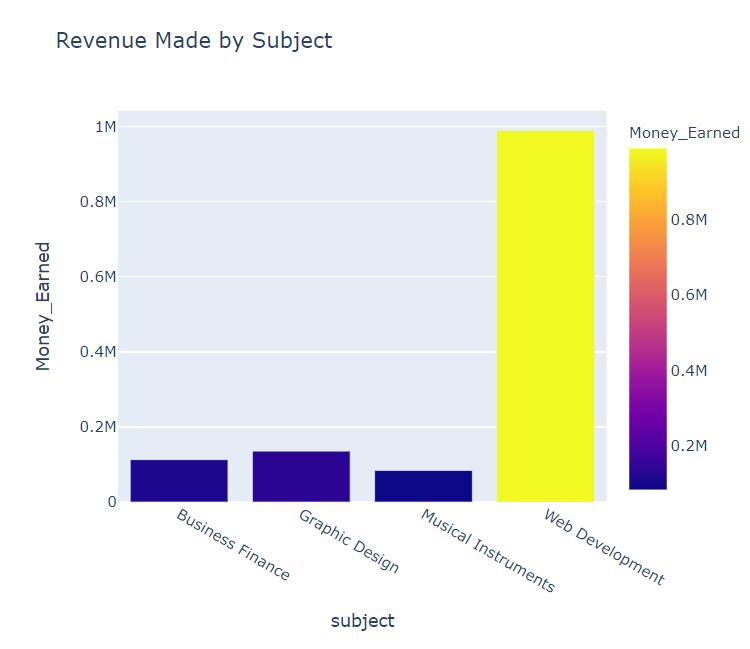 Revenue Made by Subject
Money_Earned
1M
0.8M
0.6M
0.4M
0.2M
0
Money_Earned
0.8M
0.6M
0.4M
0.2M
Business Finance
Graphic Design
Musical Instruments
Web Development
subject